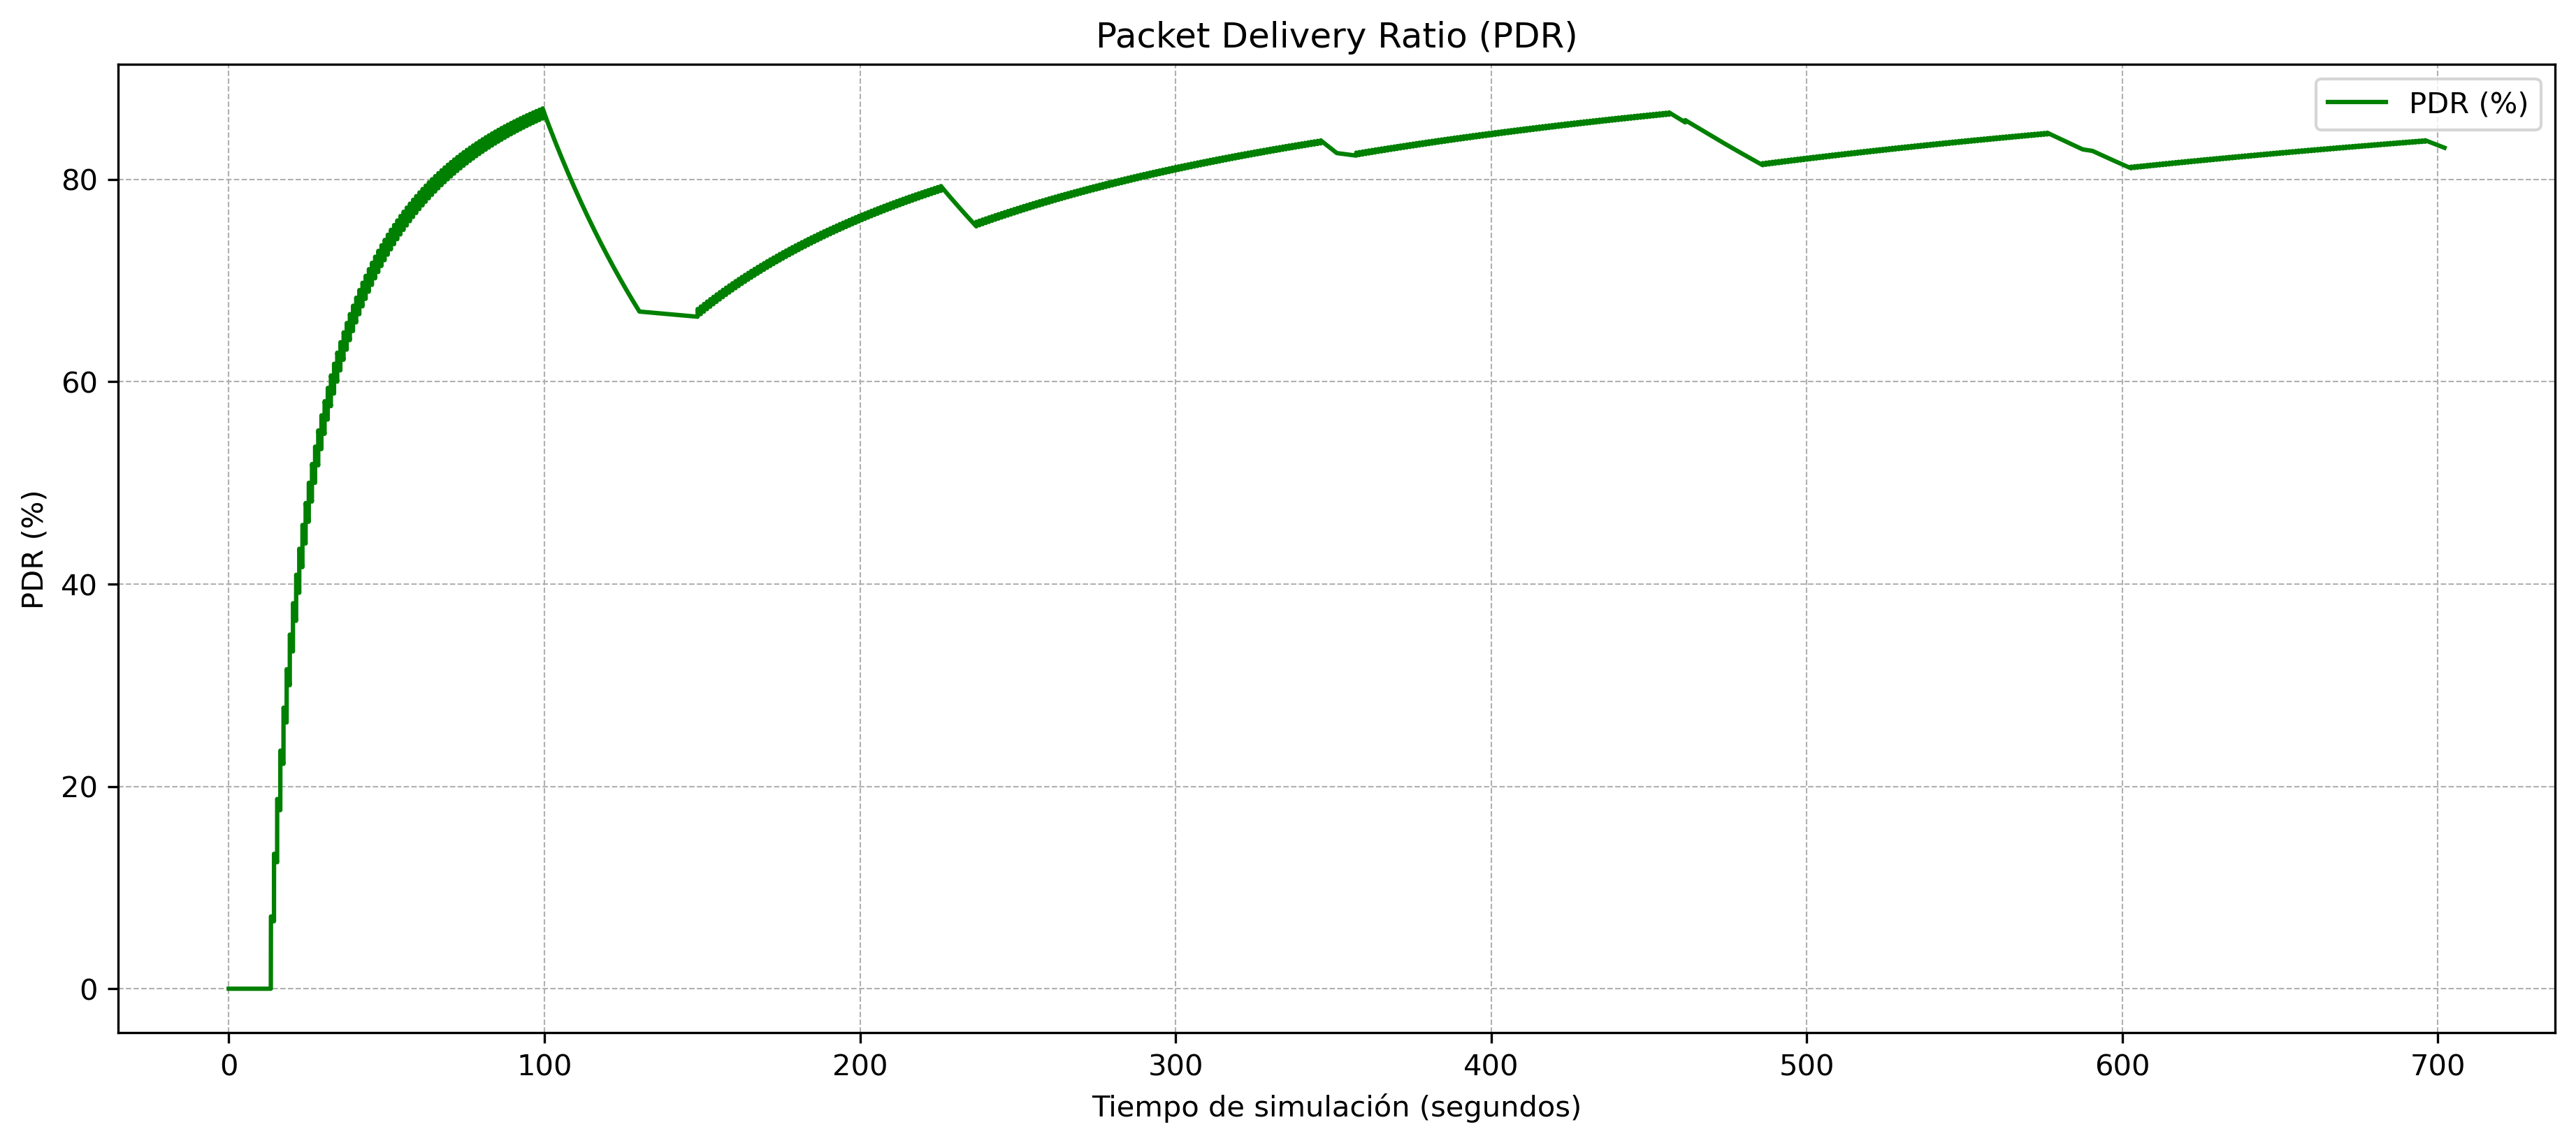 Packet Delivery Ratio (PDR)
PDR (%)
PDR (%)
80
60
40
20
0
0 100 200 300 400 500 600 700
Tiempo de simulación (segundos)